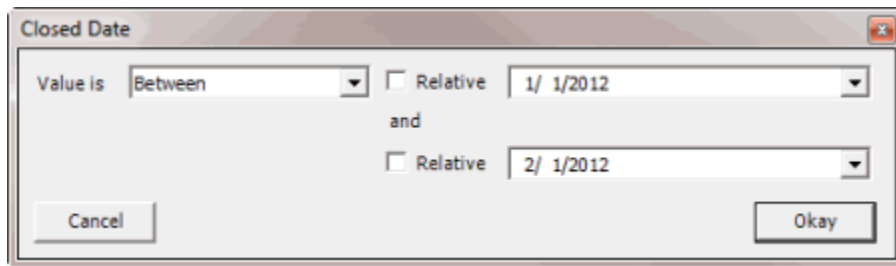 Closed Date
Value is Between Relative 1/ 1/2012
and
Relative 2/ 1/2012
Cancel Okay